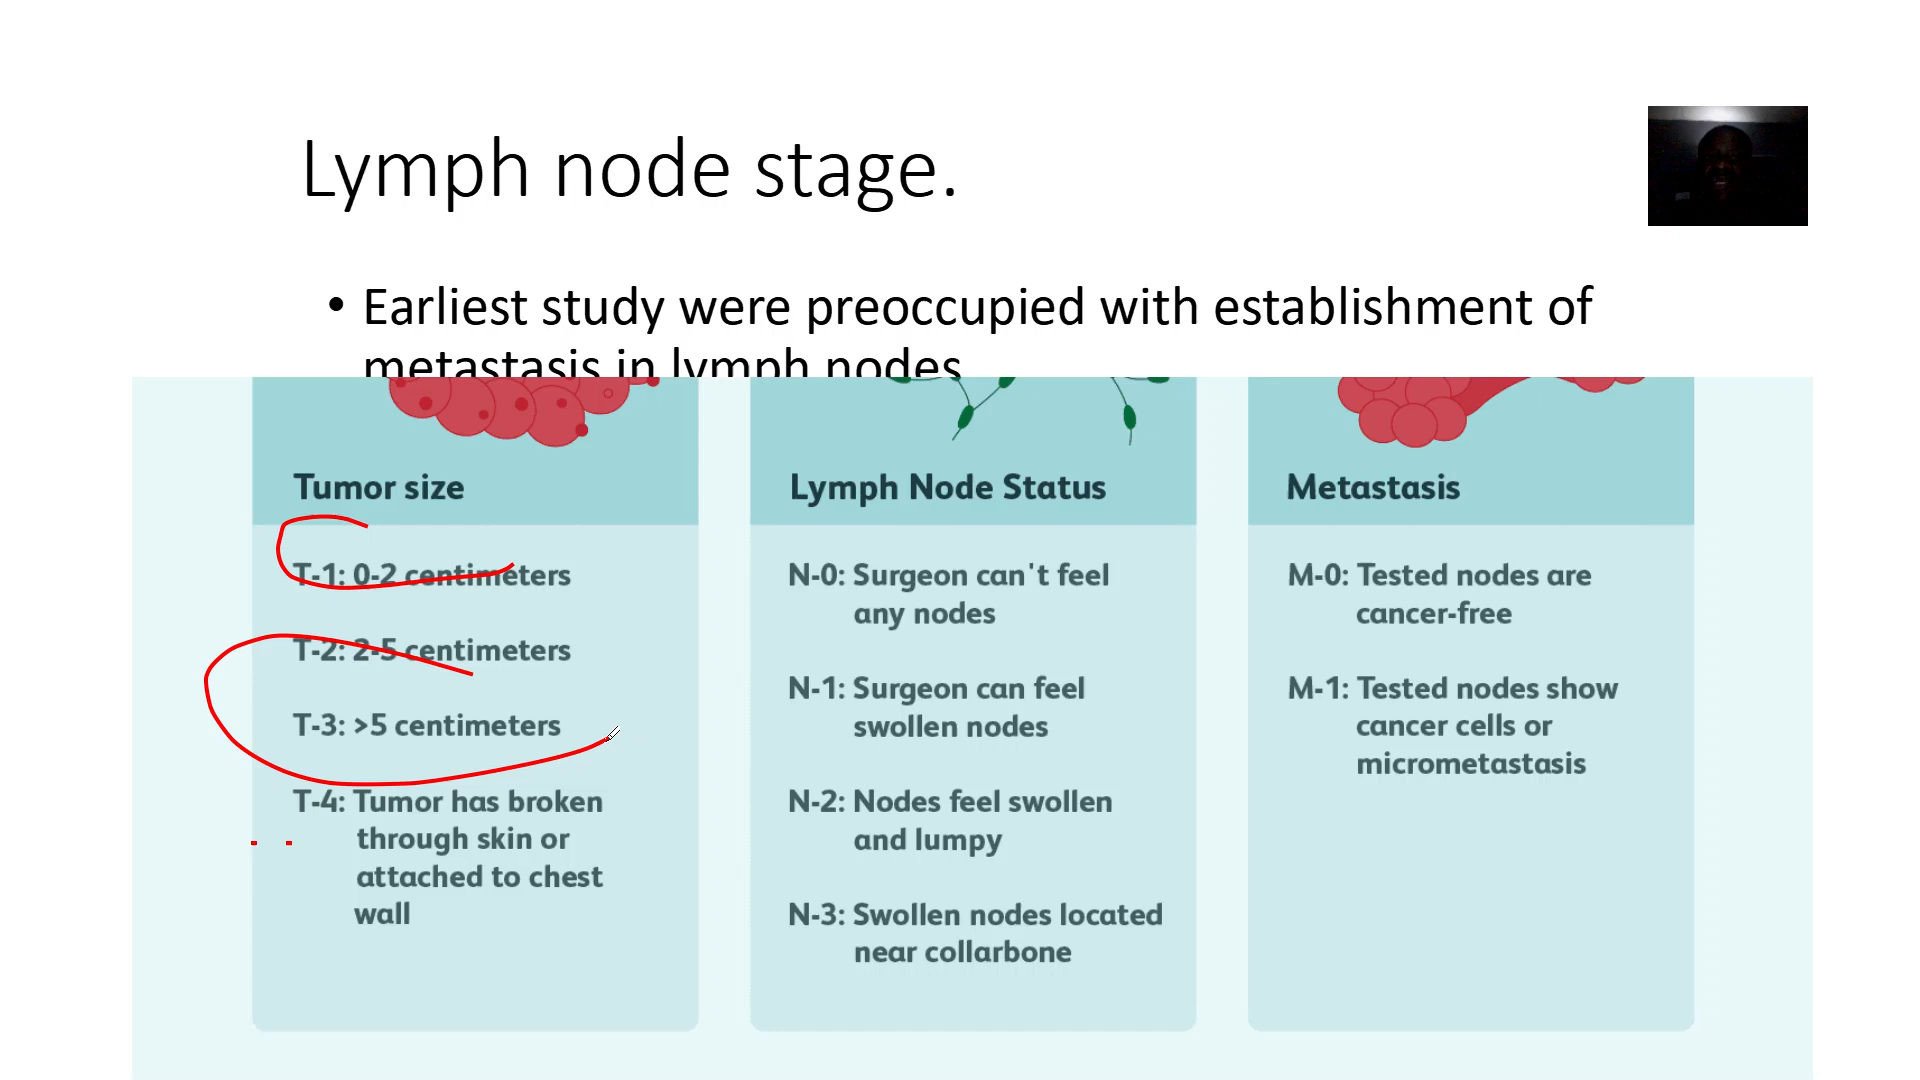 Lymph node stage.
• Earliest study were preoccupied with establishment of
metastasis in lymph nodes
Tumor size
T-1: 0-2 centimeters
T-2: 2-5 centimeters
T-3: >5 centimeters
T-4: Tumor has broken
through skin or
attached to chest
wall
Lymph Node Status
N-0: Surgeon can't feel
any nodes
N-1: Surgeon can feel
swollen nodes
N-2: Nodes feel swollen
and lumpy
N-3: Swollen nodes located
near collarbone
Metastasis
M-0: Tested nodes are
cancer-free
M-1: Tested nodes show
cancer cells or
micrometastasis